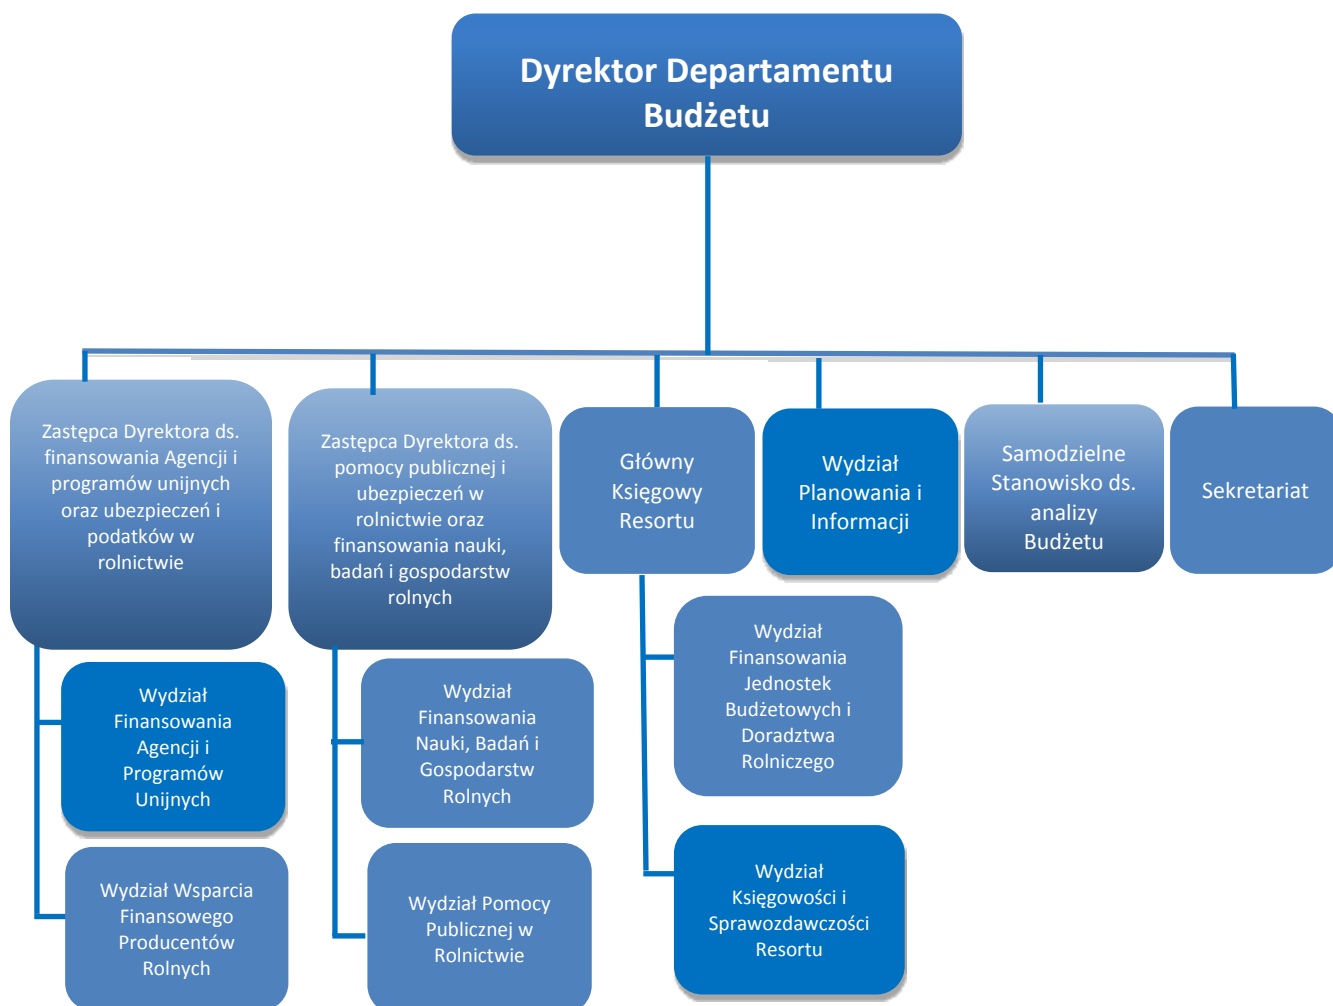 Dyrektor Departamentu
Budżetu
Zastępca Dyrektora ds.
finansowania Agencji i
programów unijnych
oraz ubezpieczeń i
podatków w
rolnictwie
Zastępca Dyrektora ds.
pomocy publicznej i
ubezpieczeń w
rolnictwie oraz
finansowania nauki,
badań i gospodarstw
rolnych
Główny
Księgowy
Resortu
Wydział
Planowania i
Informacji
Samodzielne
Stanowisko ds.
analizy
Budżetu
Sekretariat
Wydział
Finansowania
Agencji i
Programów
Unijnych
Wydział Wsparcia
Finansowego
Producentów
Rolnych
Wydział
Finansowania
Nauki, Badań i
Gospodarstw
Rolnych
Wydział Pomocy
Publicznej w
Rolnictwie
Wydział
Finansowania
Jednostek
Budżetowych i
Doradztwa
Rolniczego
Wydział
Księgowości i
Sprawozdawczości
Resortu